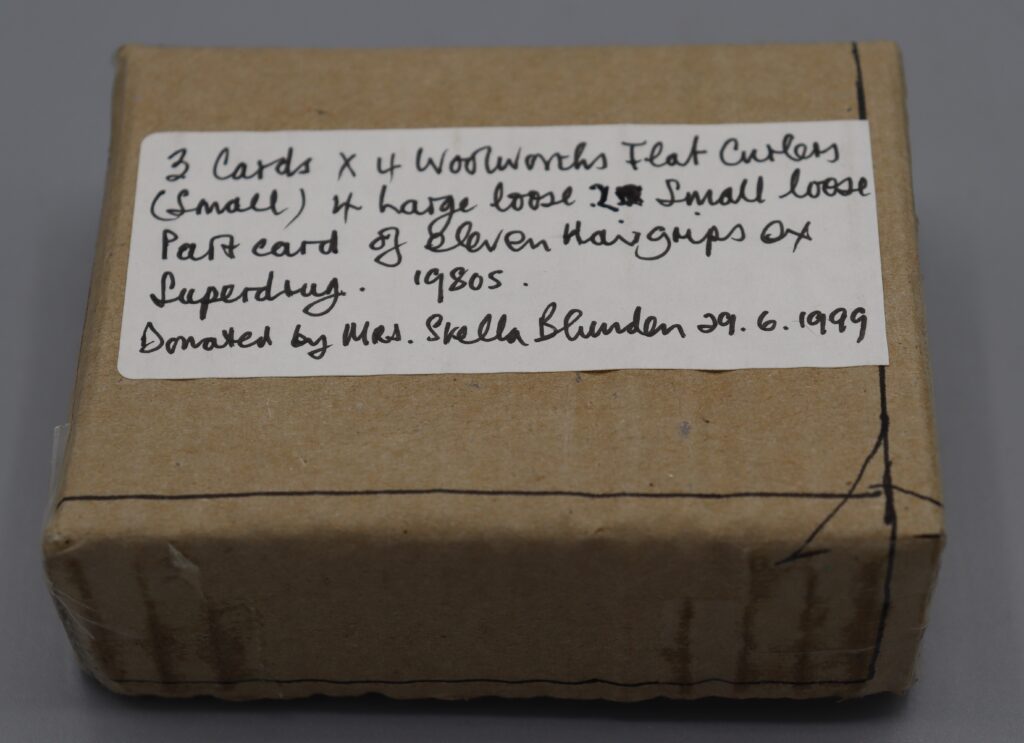 3 Cards X 4 Woolworths Flat Curlers
(Small) 4 Large loose 2 Small loose
Part card of Eleven Hairgrips ex
Superdrug. 1980s.
Donated by Mrs. Stella Blunden 29.6.1999